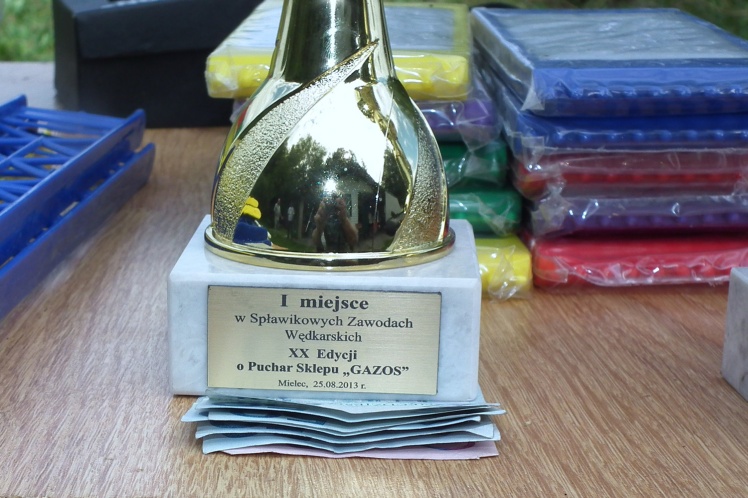 I miejsce
w Spławikowych Zawodach
Wędkarskich
XX Edycji
o Puchar Sklepu „GAZOS”
Mielec, 25.08.2013 r.